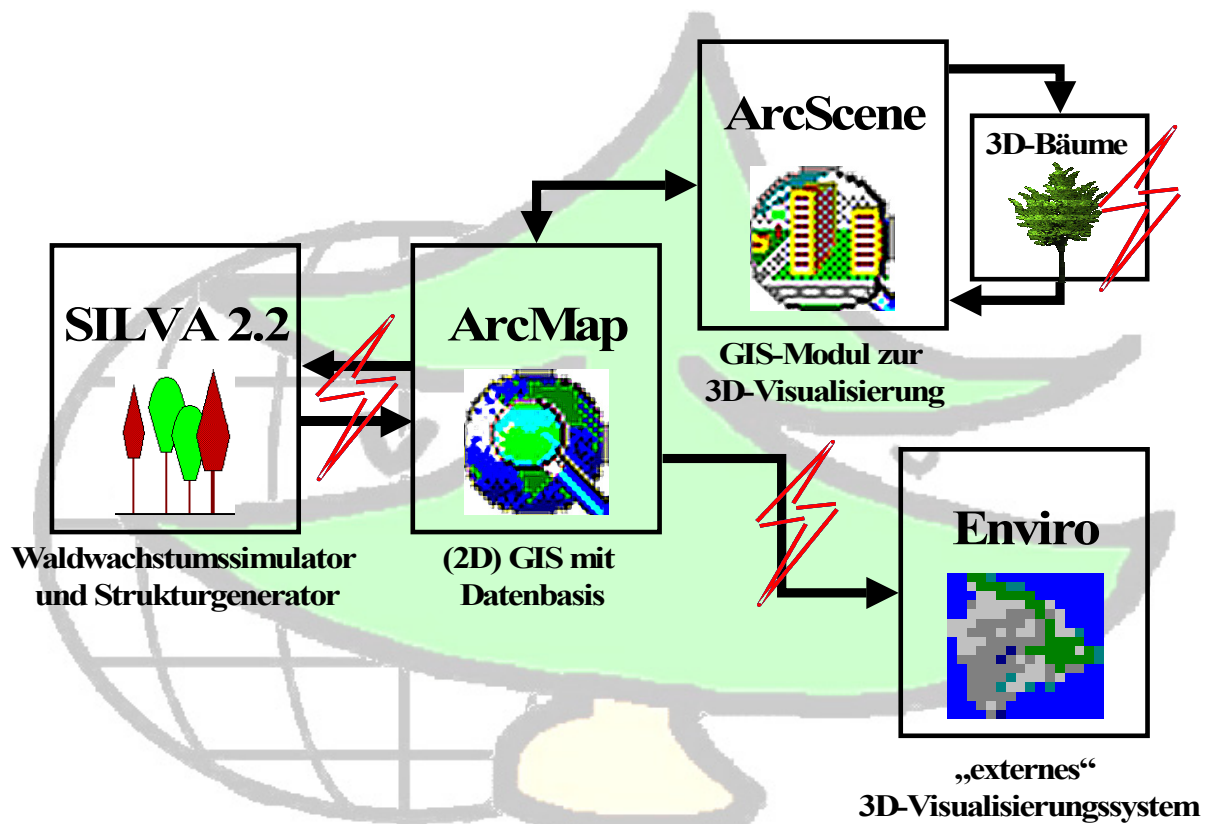 ArcScene
3D-Bäume
GIS-Modul zur
3D-Visualisierung
SILVA 2.2
Waldwachstumssimulator
und Strukturgenerator
ArcMap
(2D) GIS mit
Datenbasis
Enviro
„externes“
3D-Visualisierungssystem